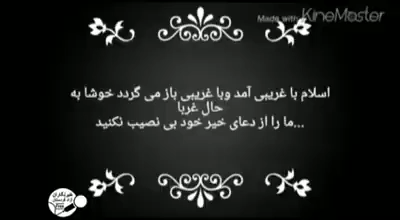 Made with KineMaster
اسلام با غریبی آمد وبا غریبی باز می گردد خوشا به
حال غربا
...ما را از دعای خیر خود بی نصیب نکنید